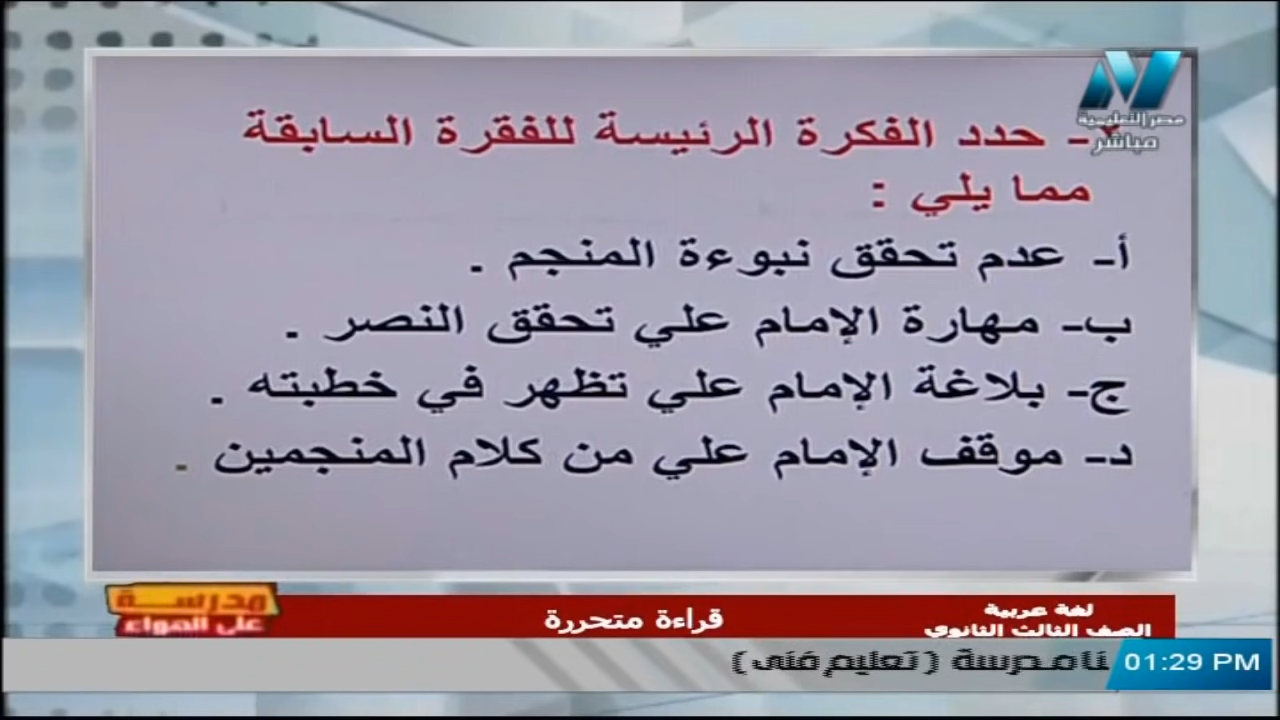 - حدد الفكرة الرئيسة للفقرة السابقة
مما يلي :
أ- عدم تحقق نبوءة المنجم .
ب- مهارة الإمام علي تحقق النصر .
ج- بلاغة الإمام علي تظهر في خطبته .
د- موقف الإمام علي من كلام المنجمين .
مصر التعليمية
مباشر
مدرسة
على الهواء
قراءة متحررة
لغة عربية
الصف الثالث الثانوي
مدرسة (تعليم فنى)
01:29 PM